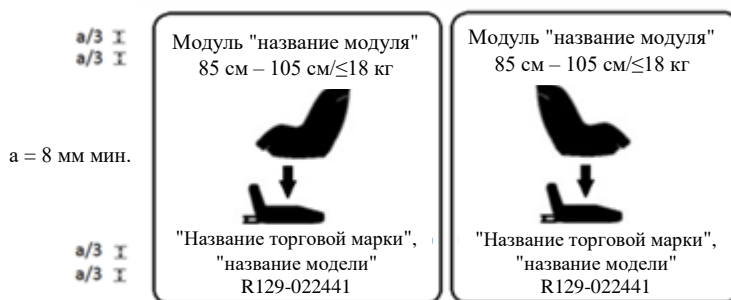 a/3
a/3
a = 8 мм мин.
a/3
a/3
Модуль "название модуля"
85 см – 105 см/≤18 кг
"Название торговой марки",
"название модели"
R129-022441
Модуль "название модуля"
85 см – 105 см/≤18 кг
"Название торговой марки",
"название модели"
R129-022441